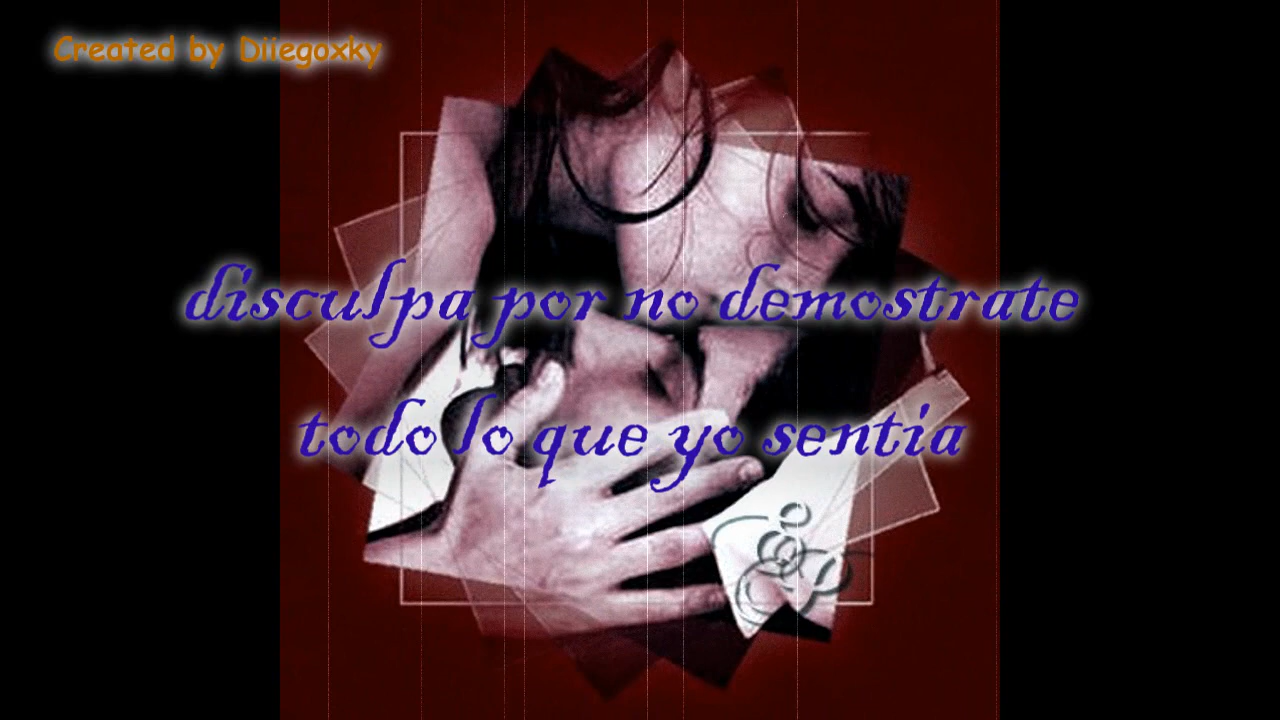 Created by Diiegoxky
disculpa por no demostrate
todo lo que yo sentia